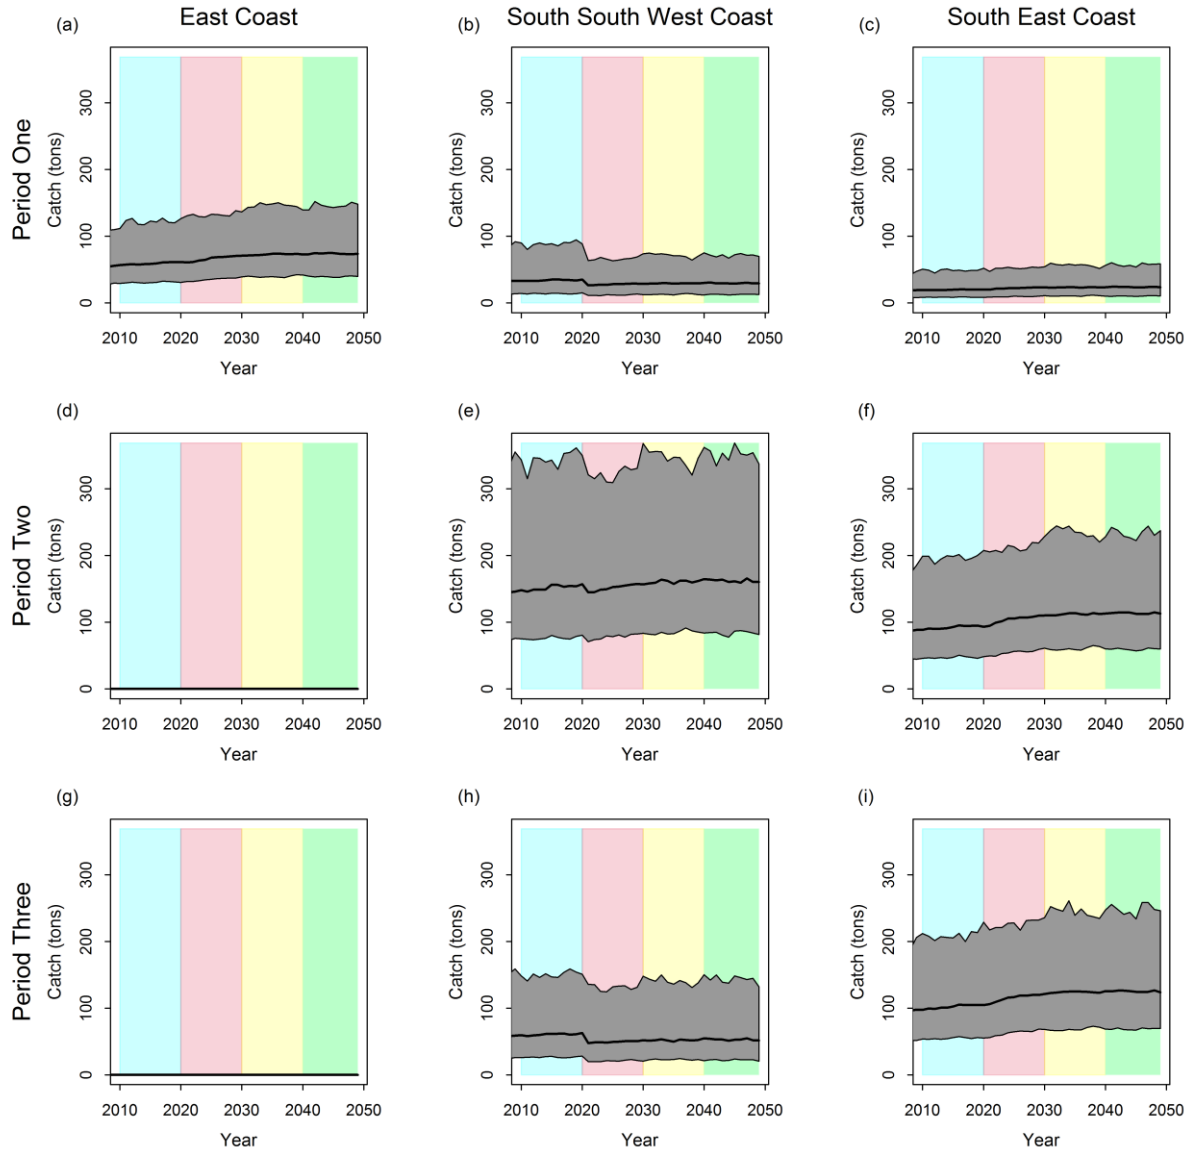 East Coast
South South West Coast
South East Coast
(a)
(b)
(c)
Period One
Catch (tons)
0 100 200 300
2010 2020 2030 2040 2050
Year
Catch (tons)
0 100 200 300
2010 2020 2030 2040 2050
Year
Catch (tons)
0 100 200 300
2010 2020 2030 2040 2050
Year
(d)
(e)
(f)
Period Two
Catch (tons)
0 100 200 300
2010 2020 2030 2040 2050
Year
Catch (tons)
0 100 200 300
2010 2020 2030 2040 2050
Year
Catch (tons)
0 100 200 300
2010 2020 2030 2040 2050
Year
(g)
(h)
(i)
Period Three
Catch (tons)
0 100 200 300
2010 2020 2030 2040 2050
Year
Catch (tons)
0 100 200 300
2010 2020 2030 2040 2050
Year
Catch (tons)
0 100 200 300
2010 2020 2030 2040 2050
Year